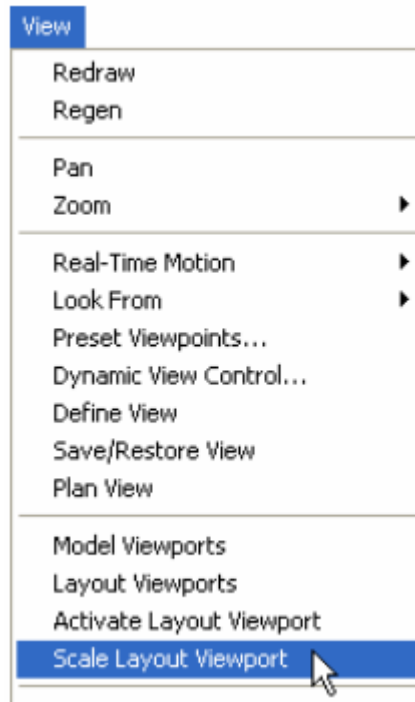 View
Redraw
Regen
Pan
Zoom
Real-Time Motion
Look From
Preset Viewpoints...
Dynamic View Control...
Define View
Save/Restore View
Plan View
Model Viewports
Layout Viewports
Activate Layout Viewport
Scale Layout Viewport